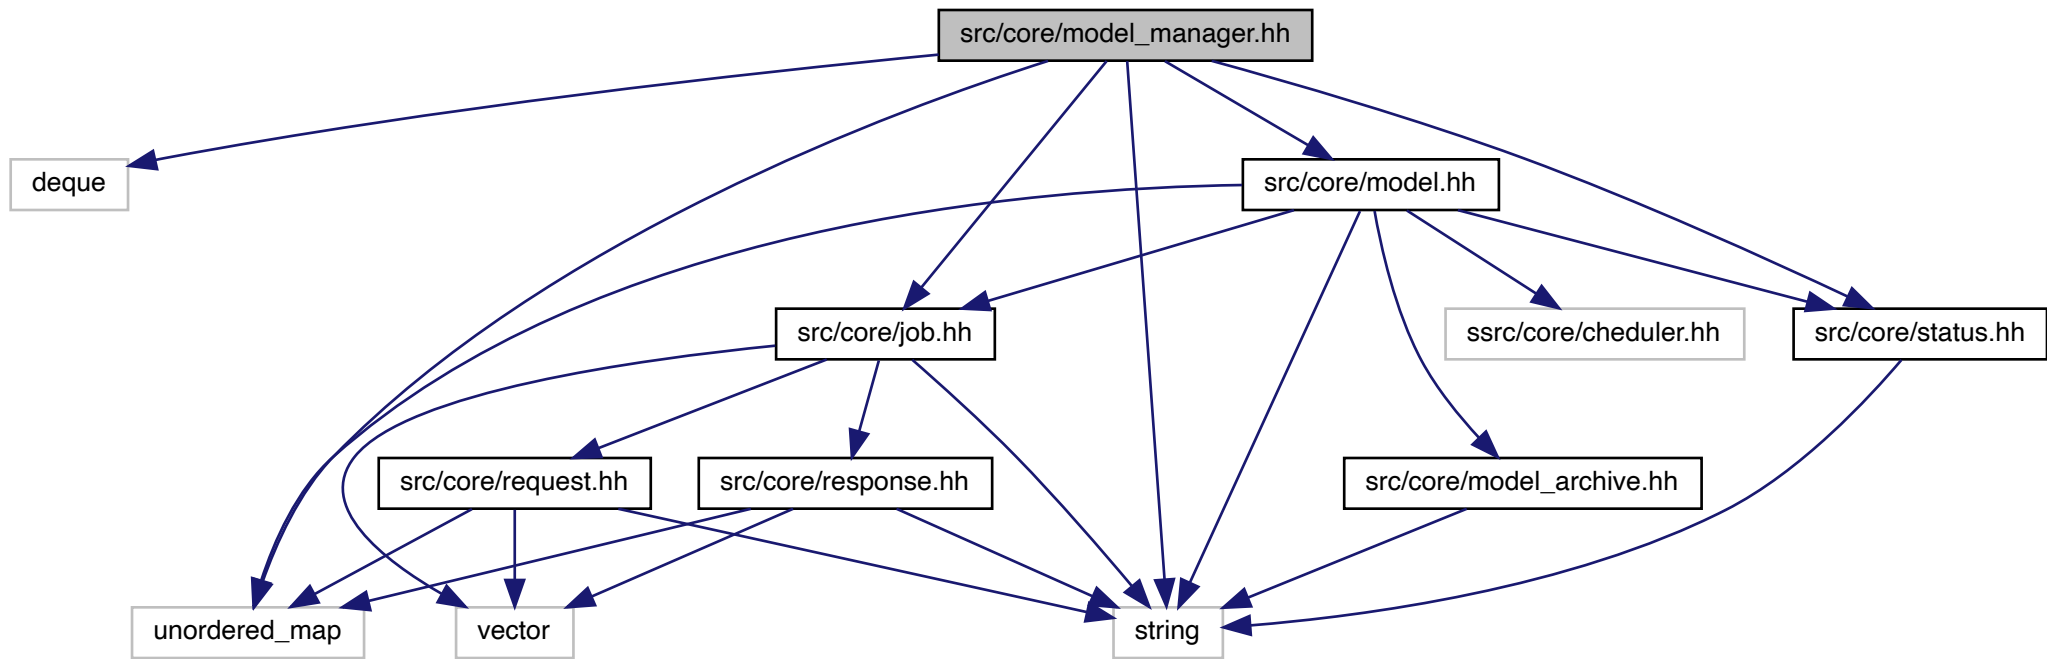 src/core/model_manager.hh
deque
src/core/model.hh
src/core/job.hh
ssrc/core/cheduler.hh
src/core/status.hh
src/core/request.hh
src/core/response.hh
src/core/model_archive.hh
unordered_map
vector
string